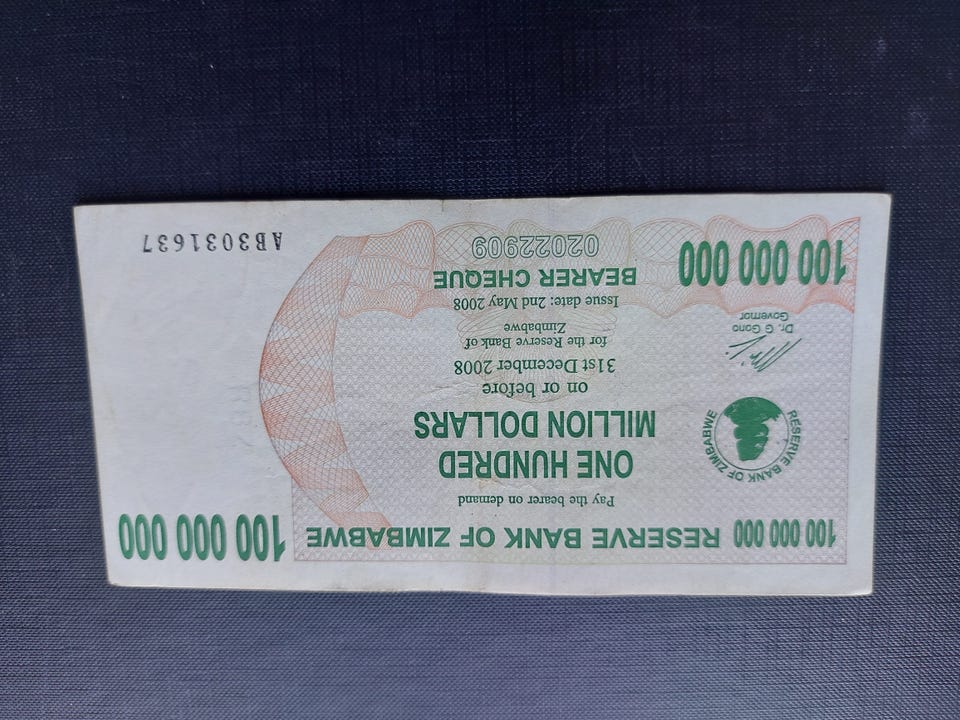 100 000 000 RESERVE BANK OF ZIMBABWE 100 000 000
Pay the bearer on demand
ONE HUNDRED
MILLION DOLLARS
RESERVE BANK OF ZIMBABWE
on or before
31st December 2008
for the Reserve Bank of
Zimbabwe
Dr. G Gono
Governor
Issue date: 2nd May 2008
100 000 000 BEARER CHEQUE
02022909
AB3031637